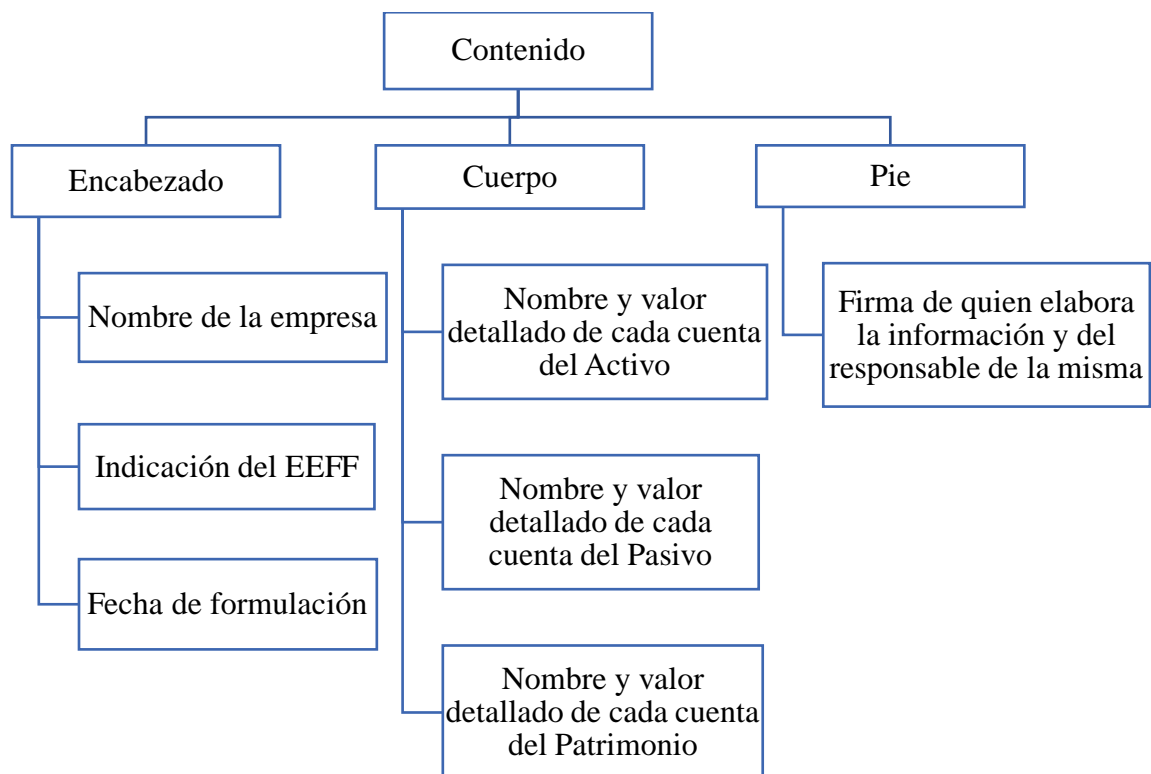 Contenido
Encabezado
Nombre de la empresa
Indicación del EEFF
Fecha de formulación
Cuerpo
Nombre y valor
detallado de cada cuenta
del Activo
Nombre y valor
detallado de cada
cuenta del Pasivo
Nombre y valor
detallado de cada cuenta
del Patrimonio
Pie
Firma de quien elabora
la información y del
responsable de la misma